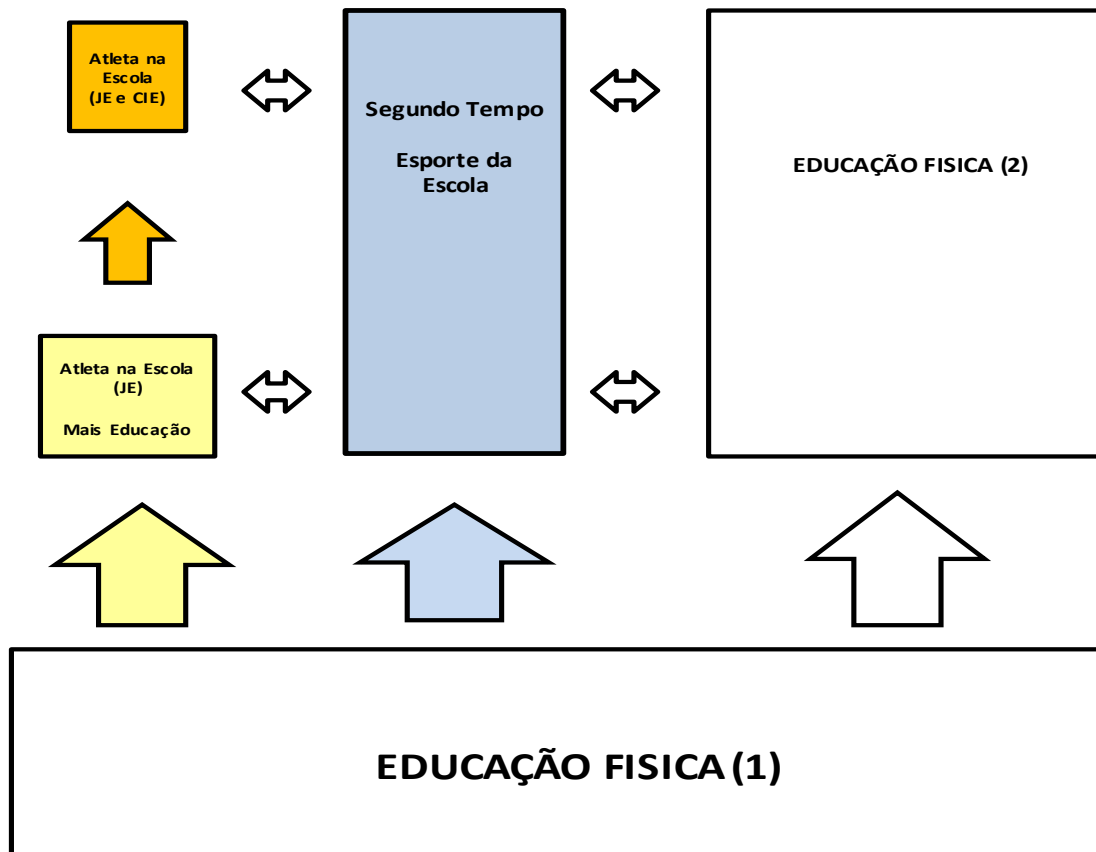 Atleta na
Escola
(JE e CIE)
Segundo Tempo
Esporte da
Escola
EDUCAÇÃO FISICA (2)
Atleta na Escola
(JE)
Mais Educação
EDUCAÇÃO FISICA (1)